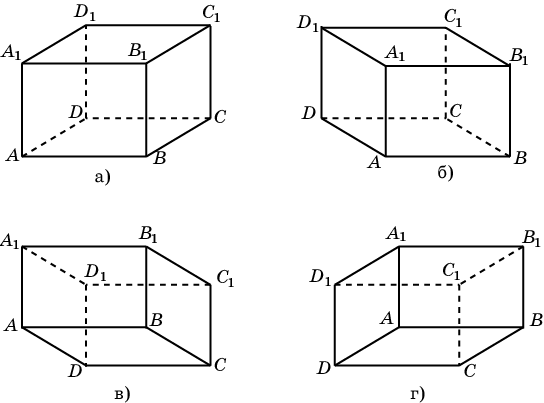 D₁ C₁
A₁ B₁
D C
A B
а)
D₁ C₁
A₁ B₁
D C
A B
б)
A₁ B₁
D₁ C₁
A B
D C
в)
A₁ B₁
D₁ C₁
A B
D C
г)